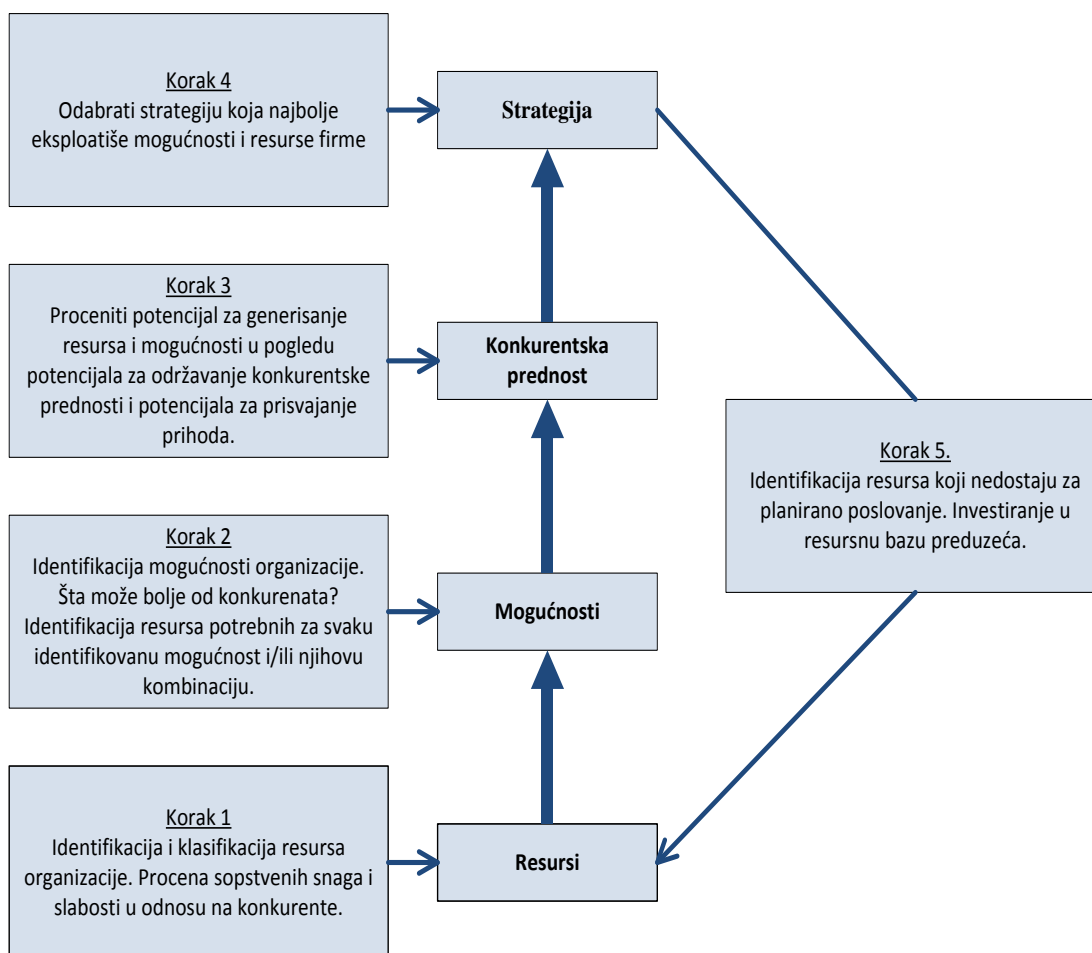 Korak 4
Odabrati strategiju koja najbolje
eksploatiše mogućnosti i resurse firme
Strategija
Korak 3
Proceniti potencijal za generisanje
resursa i mogućnosti u pogledu
potencijala za održavanje konkurentske
prednosti i potencijala za prisvajanje
prihoda.
Konkurentska
prednost
Korak 5.
Identifikacija resursa koji nedostaju za
planirano poslovanje. Investiranje u
resursnu bazu preduzeća.
Korak 2
Identifikacija mogućnosti organizacije.
Šta može bolje od konkurenata?
Identifikacija resursa potrebnih za svaku
identifikovanu mogućnost i/ili njihovu
kombinaciju.
Mogućnosti
Korak 1
Identifikacija i klasifikacija resursa
organizacije. Procena sopstvenih snaga i
slabosti u odnosu na konkurente.
Resursi